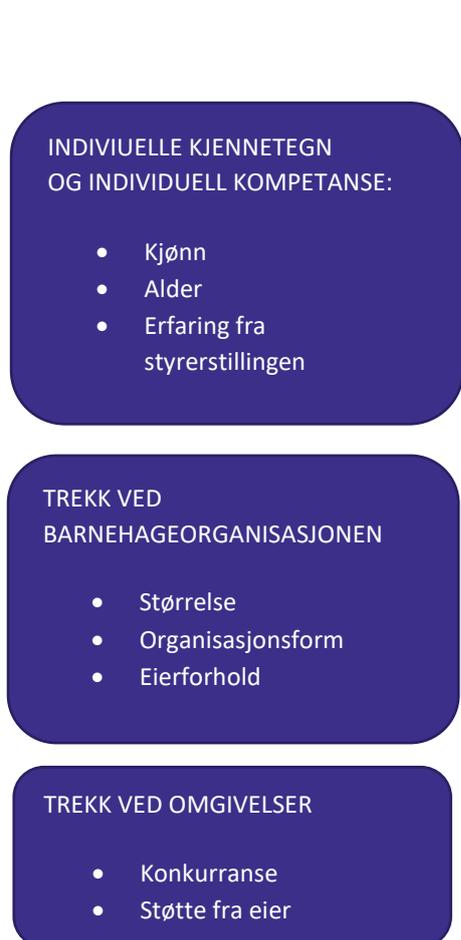 INDIVIUELLE KJENNETEGN
OG INDIVIDUELL KOMPETANSE:
• Kjønn
• Alder
• Erfaring fra
styrerstillingen
TREKK VED
BARNEHAGEORGANISASJONEN
• Størrelse
• Organisasjonsform
• Eierforhold
TREKK VED OMGIVELSER
• Konkurranse
• Støtte fra eier